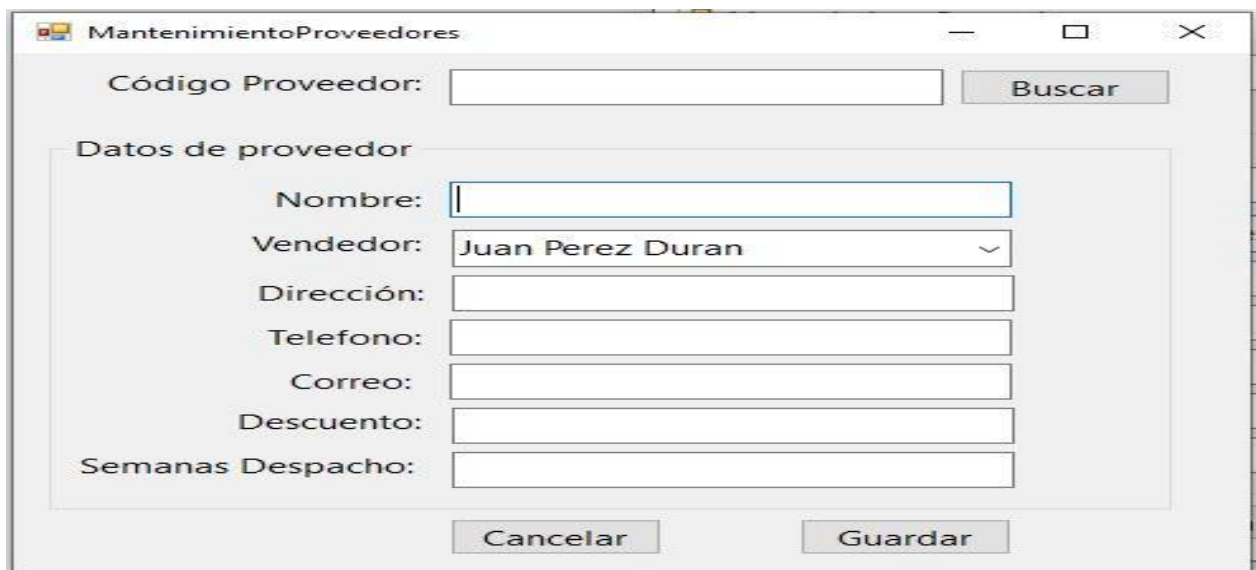 MantenimientoProveedores
Código Proveedor:
Buscar
Datos de proveedor
Nombre:
Vendedor: Juan Perez Duran
Dirección:
Telefono:
Correo:
Descuento:
Semanas Despacho:
Cancelar Guardar